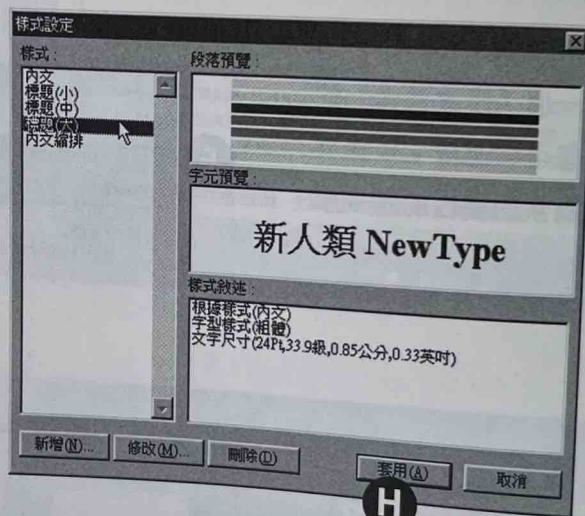 樣式設定
樣式:
內文
標題(小)
標題(中)
標題(大)
內文縮排
段落預覽:
字元預覽:
新人類 NewType
樣式敘述:
根據樣式(內文)
字型樣式(粗體)
文字尺寸(24Pt,33.9級,0.85公分,0.33英吋)
新增(N)... 修改(M)... 刪除(D) 套用(A) 取消
H